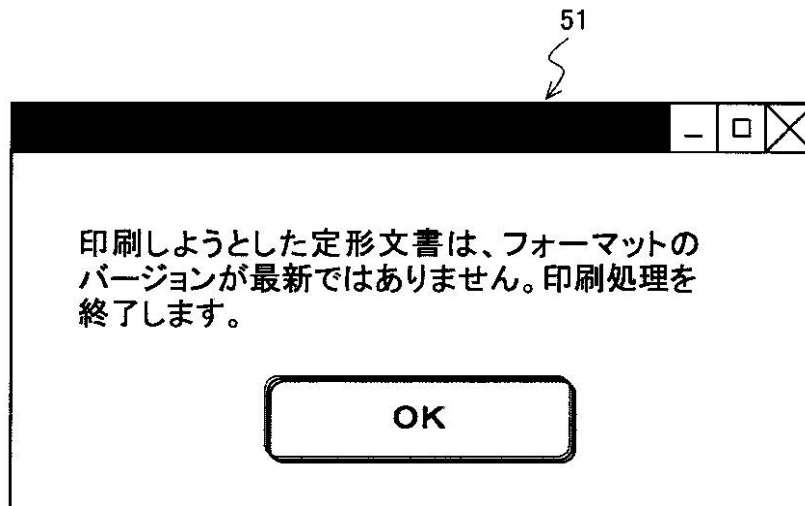 51
印刷しようとした定形文書は、フォーマットの
バージョンが最新ではありません。印刷処理を
終了します。
OK